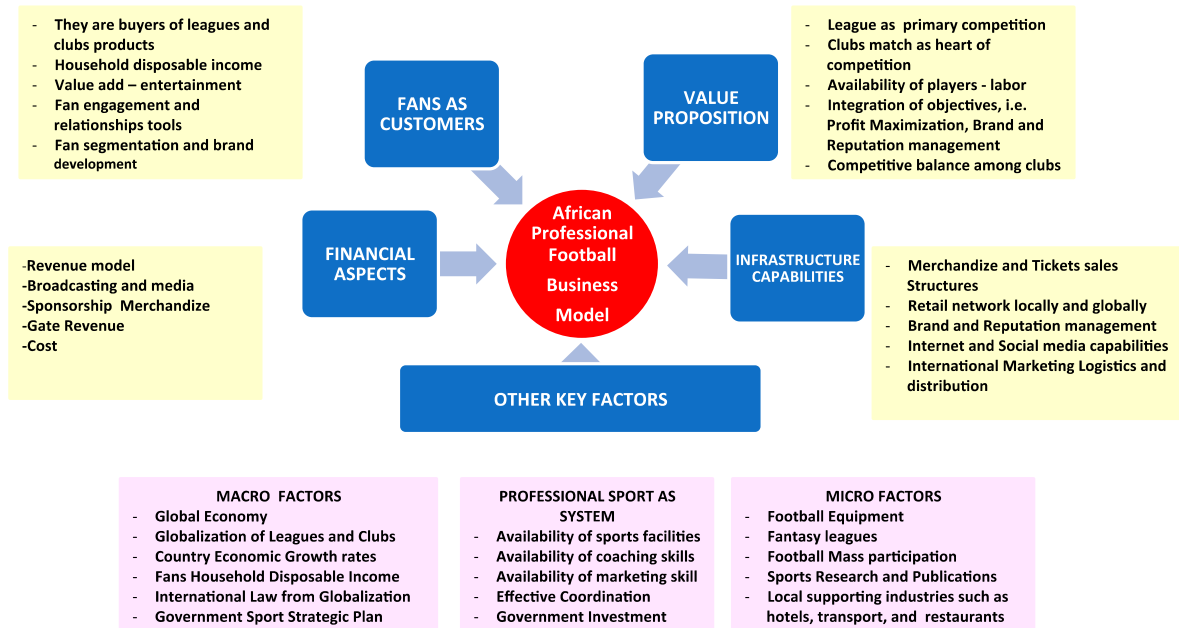 - They are buyers of leagues and
clubs products
- Household disposable income
- Value add – entertainment
- Fan engagement and
relationships tools
- Fan segmentation and brand
development
FANS AS
CUSTOMERS
VALUE
PROPOSITION
- League as primary competition
- Clubs match as heart of
competition
- Availability of players - labor
- Integration of objectives, i.e.
Profit Maximization, Brand and
Reputation management
- Competitive balance among clubs
-Revenue model
-Broadcasting and media
-Sponsorship Merchandize
-Gate Revenue
-Cost
FINANCIAL
ASPECTS
African
Professional
Football
Business
Model
INFRASTRUCTURE
CAPABILITIES
- Merchandize and Tickets sales
Structures
- Retail network locally and globally
- Brand and Reputation management
- Internet and Social media capabilities
- International Marketing Logistics and
distribution
OTHER KEY FACTORS
MACRO FACTORS
- Global Economy
- Globalization of Leagues and Clubs
- Country Economic Growth rates
- Fans Household Disposable Income
- International Law from Globalization
- Government Sport Strategic Plan
PROFESSIONAL SPORT AS
SYSTEM
- Availability of sports facilities
- Availability of coaching skills
- Availability of marketing skill
- Effective Coordination
- Government Investment
MICRO FACTORS
- Football Equipment
- Fantasy leagues
- Football Mass participation
- Sports Research and Publications
- Local supporting industries such as
hotels, transport, and restaurants